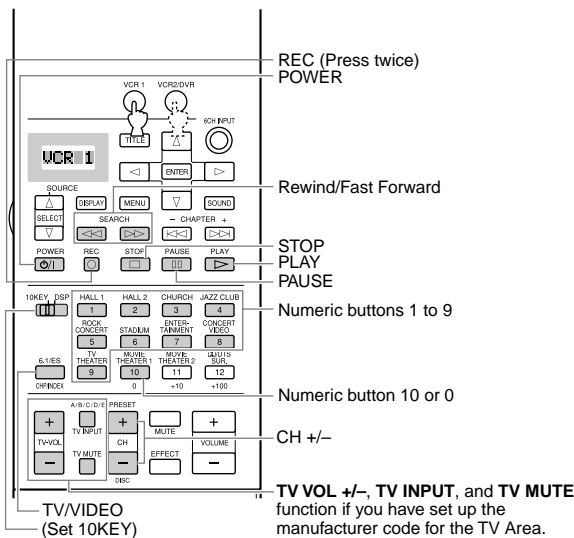 REC (Press twice)
POWER
VCR 1 VCR2/DVR
6CH INPUT
TITLE
VCR 1
ENTER
SOURCE
DISPLAY MENU SOUND
Rewind/Fast Forward
SELECT
SEARCH – CHAPTER +
STOP
POWER REC STOP PAUSE PLAY
PLAY
PAUSE
10KEY DSP
HALL 1 HALL 2 CHURCH JAZZ CLUB
1 2 3 4
Numeric buttons 1 to 9
ROCK CONCERT STADIUM ENTER-TAINMENT CONCERT VIDEO
5 6 7 8
TV THEATER MOVIE THEATER 1 MOVIE THEATER 2 SUR.
6.1/ES 9 10 11 12
CHP/INDEX 0 +10 +100
Numeric button 10 or 0
A/B/C/D/E PRESET
+ TV INPUT + MUTE +
TV-VOL CH VOLUME
CH +/–
– TV MUTE – EFFECT –
DISC
TV VOL +/–, TV INPUT, and TV MUTE
function if you have set up the
manufacturer code for the TV Area.
TV/VIDEO
(Set 10KEY)